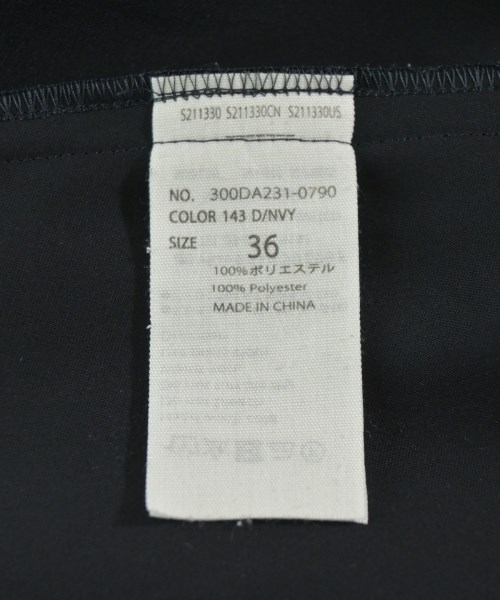 S211330 S211330CN S211330US
NO. 300DA231-0790
COLOR 143 D/NVY
SIZE 36
100%ポリエステル
100% Polyester
MADE IN CHINA